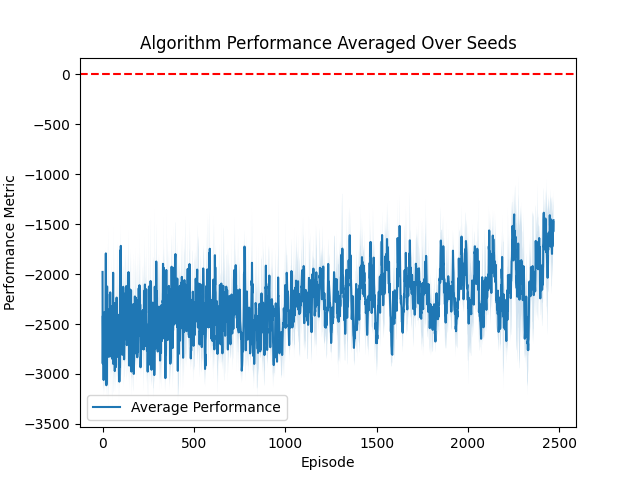 Algorithm Performance Averaged Over Seeds
0
−500
−1000
−1500
−2000
−2500
−3000
−3500
Performance Metric
Average Performance
0 500 1000 1500 2000 2500
Episode